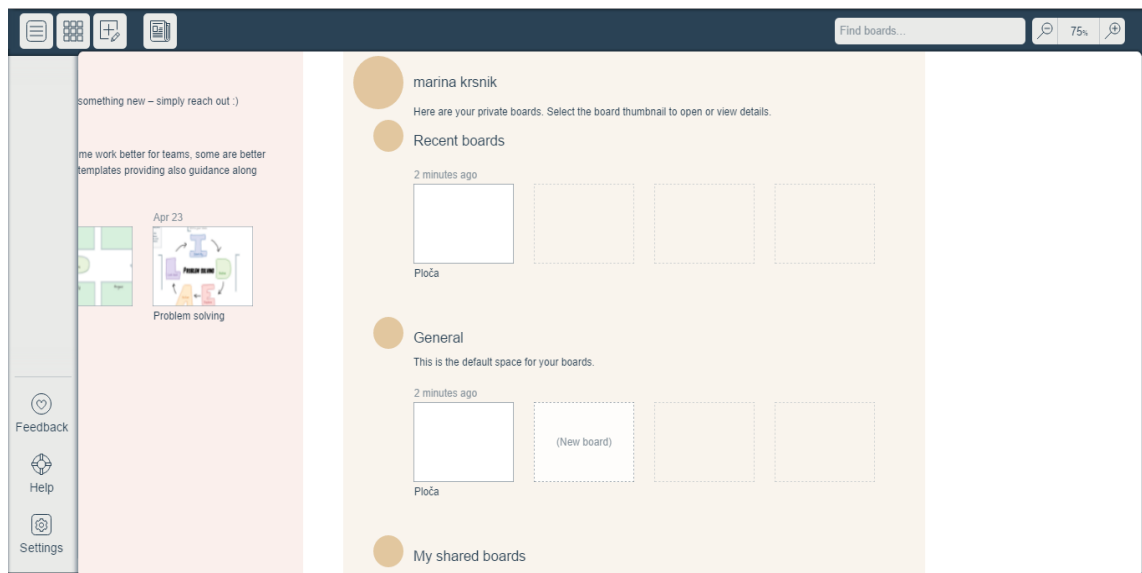 Find boards...
75%
something new – simply reach out :)
me work better for teams, some are better
templates providing also guidance along
Apr 23
PROBLEM SOLVING
Problem solving
Feedback
Help
Settings
marina krsnik
Here are your private boards. Select the board thumbnail to open or view details.
Recent boards
2 minutes ago
Ploča
General
This is the default space for your boards.
2 minutes ago
(New board)
Ploča
My shared boards